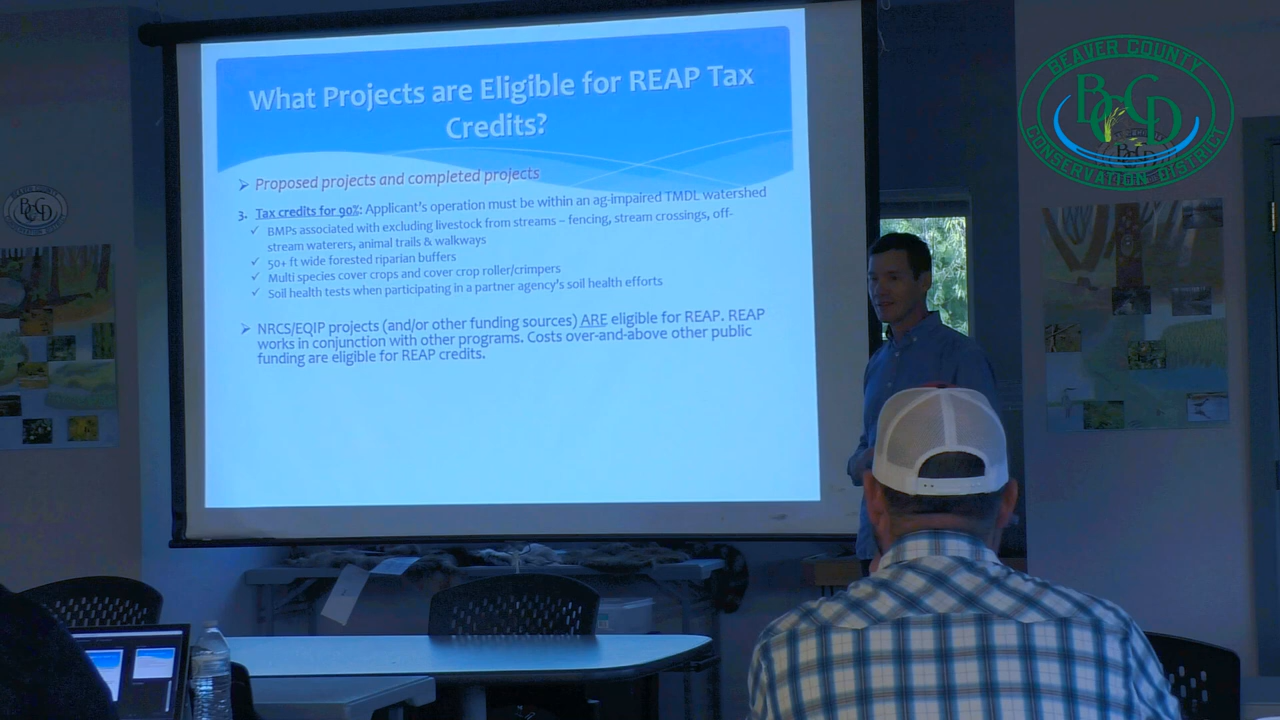 What Projects are Eligible for REAP Tax
Credits?
➢ Proposed projects and completed projects
3. Tax credits for 90%: Applicant's operation must be within an ag-impaired TMDL watershed
✓ BMPs associated with excluding livestock from streams – fencing, stream crossings, off-
stream waterers, animal trails & walkways
✓ 50+ ft wide forested riparian buffers
✓ Multi species cover crops and cover crop roller/crimpers
✓ Soil health tests when participating in a partner agency's soil health efforts
➢ NRCS/EQIP projects (and/or other funding sources) ARE eligible for REAP. REAP
works in conjunction with other programs. Costs over-and-above other public
funding are eligible for REAP credits.
BEAVER COUNTY
BCCD
CONSERVATION DISTRICT
BEAVER COUNTY
BCCD